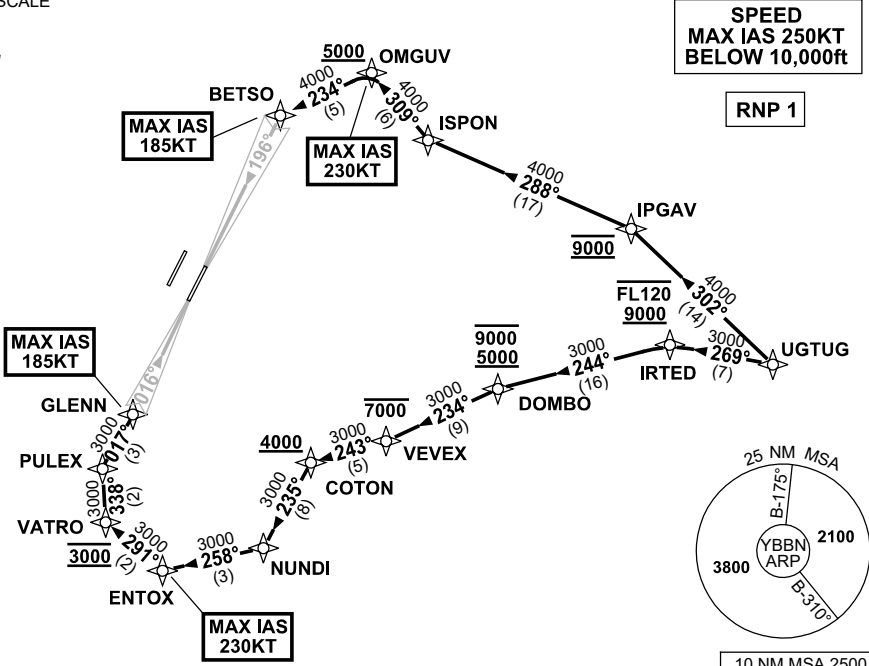 SCALE
SPEED
MAX IAS 250KT
BELOW 10,000ft
RNP 1
5000
OMGUV
4000
234°
(5)
BETSO
MAX IAS
185KT
4000
309°
(6)
ISPON
MAX IAS
230KT
196°
4000
288°
(17)
IPGAV
9000
4000
302°
(14)
FL120
9000
3000
269°
(7)
UGTUG
IRTED
9000
5000
3000
244°
(16)
DOMBO
MAX IAS
185KT
016°
GLENN
7000
3000
234°
(9)
VEVEX
4000
3000
243°
(5)
COTON
3000
017°
(3)
PULEX
3000
338°
(2)
VATRO
3000
235°
(8)
3000
3000
291°
(2)
3000
258°
(3)
NUNDI
ENTOX
MAX IAS
230KT
25 NM MSA
B-175°
YBBN
ARP
2100
3800
B-310°
10 NM MSA 2500